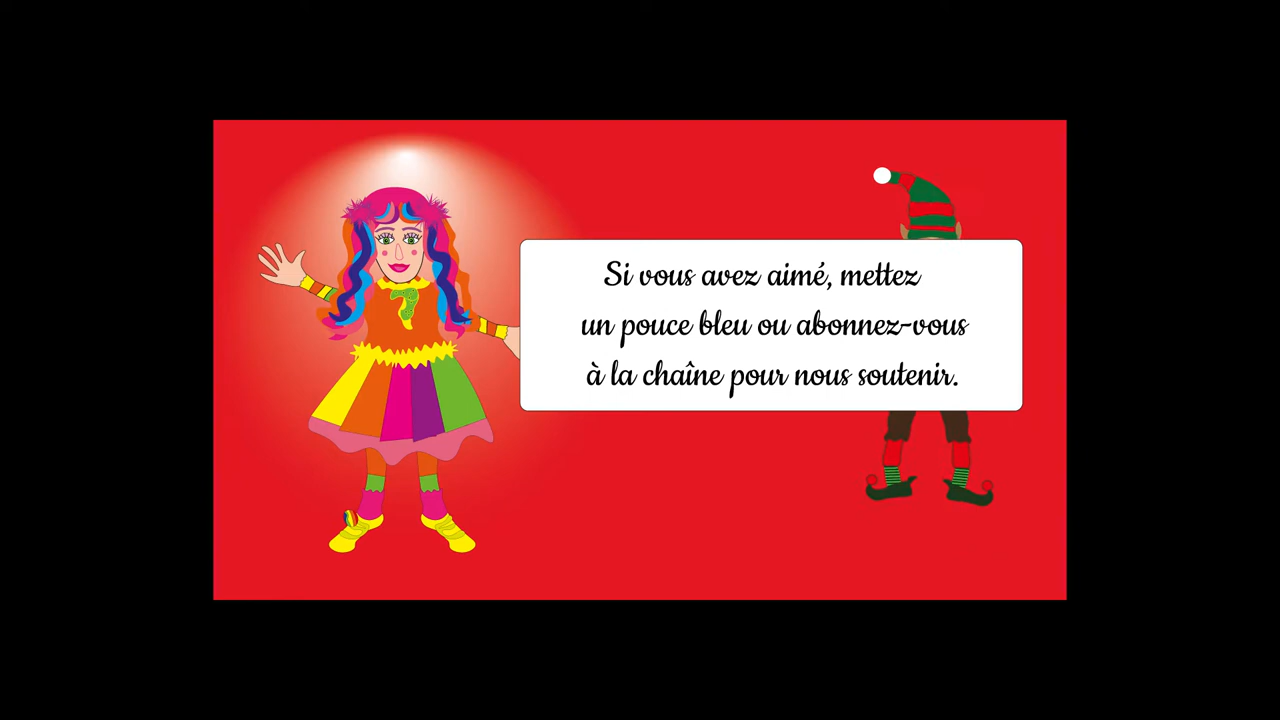 Si vous avez aimé, mettez
un pouce bleu ou abonnez-vous
à la chaîne pour nous soutenir.